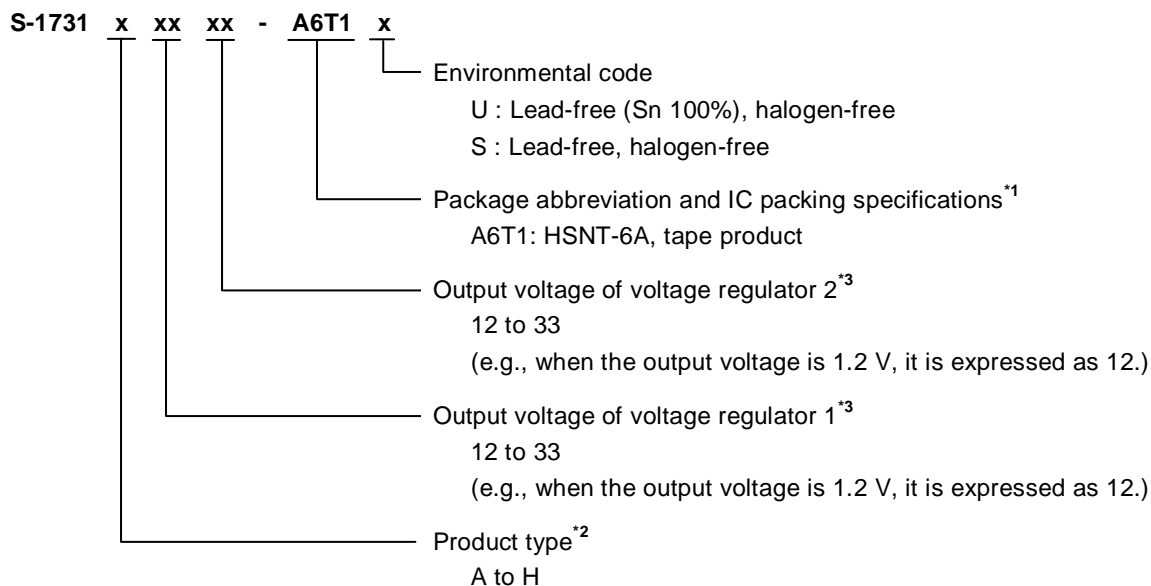 S-1731 x xx xx - A6T1 x
Environmental code
U : Lead-free (Sn 100%), halogen-free
S : Lead-free, halogen-free
Package abbreviation and IC packing specifications*1
A6T1: HSNT-6A, tape product
Output voltage of voltage regulator 2*3
12 to 33
(e.g., when the output voltage is 1.2 V, it is expressed as 12.)
Output voltage of voltage regulator 1*3
12 to 33
(e.g., when the output voltage is 1.2 V, it is expressed as 12.)
Product type*2
A to H